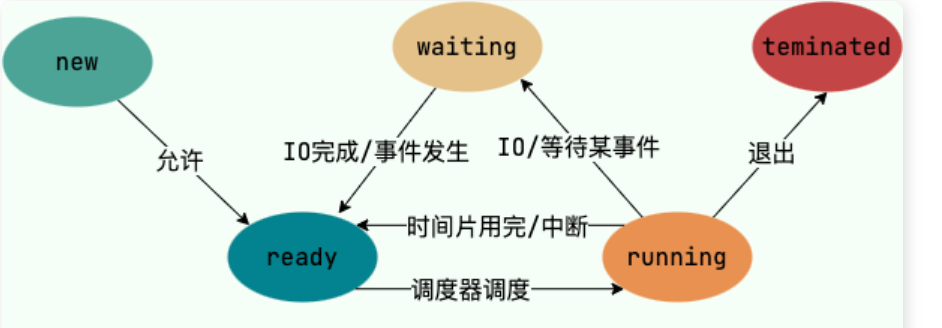 new
waiting
teminated
允许
IO完成/事件发生
IO/等待某事件
退出
时间片用完/中断
ready
running
调度器调度